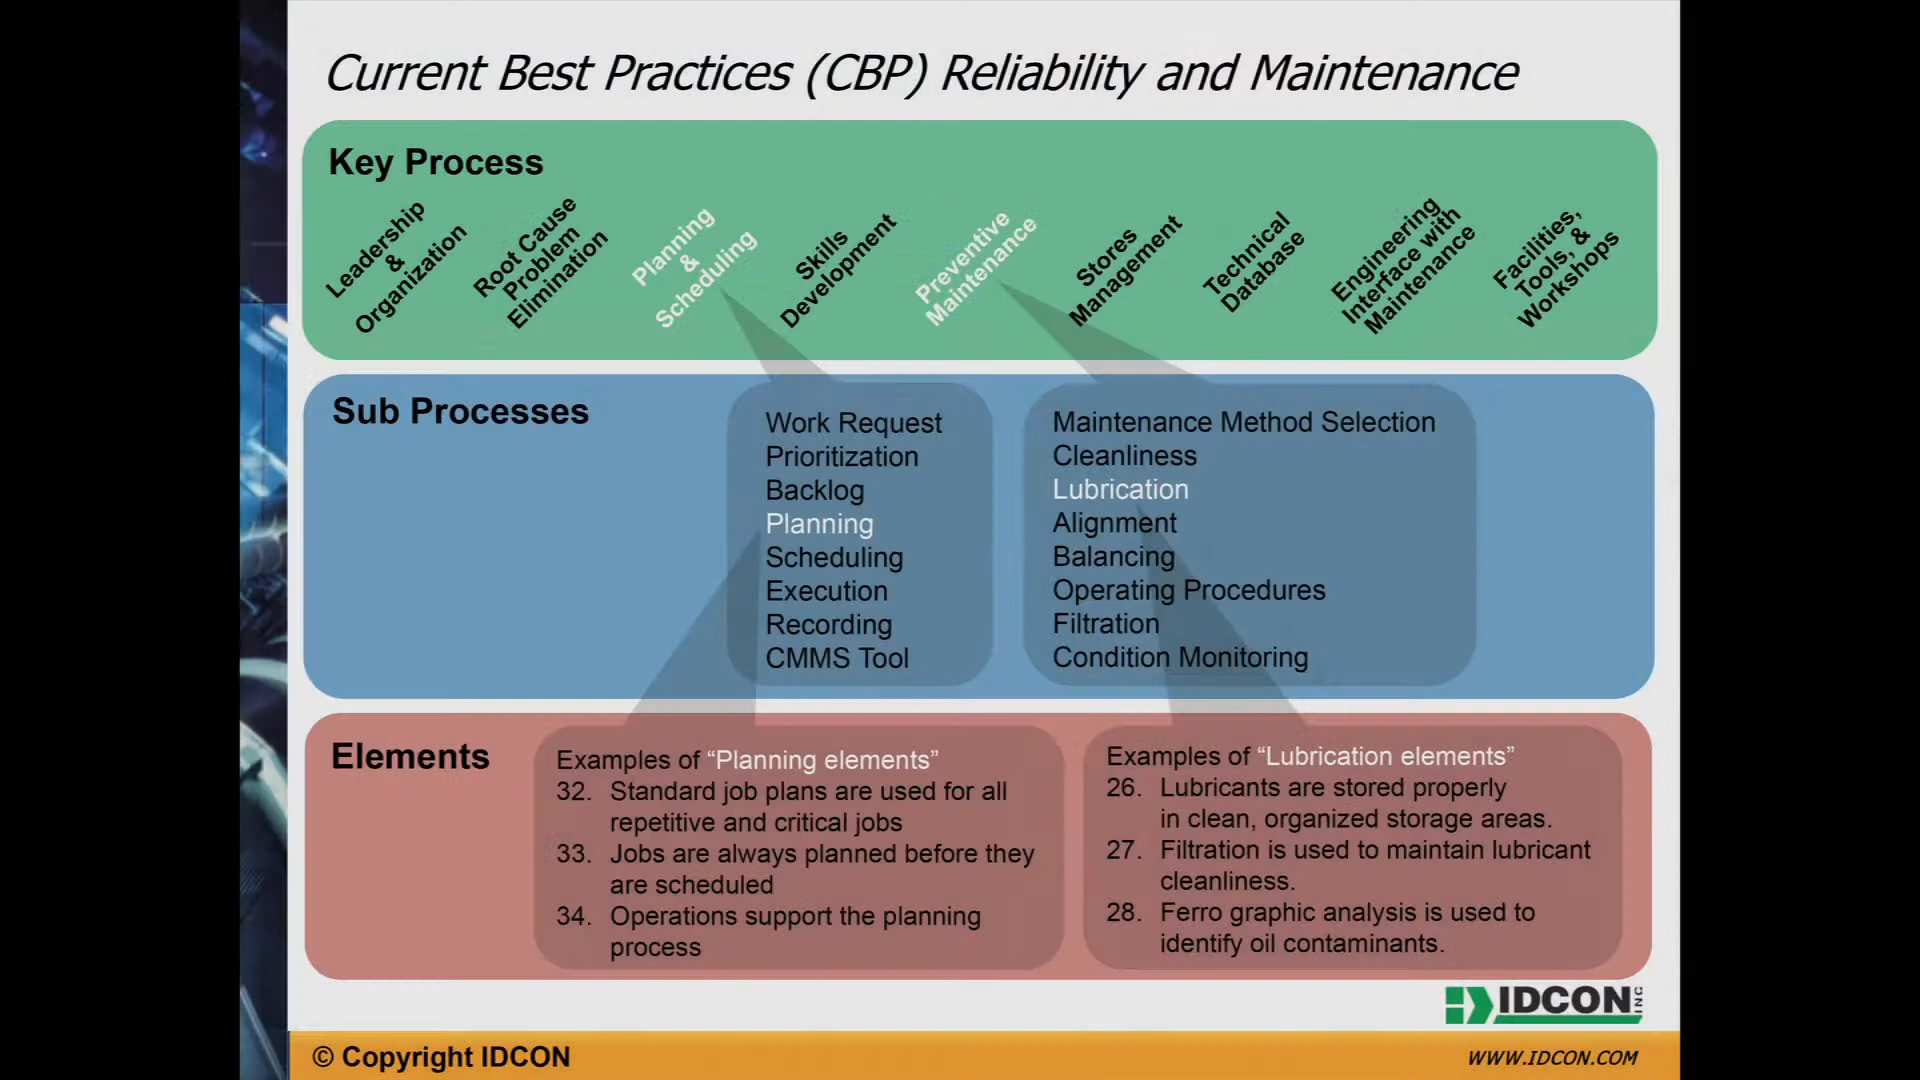 Current Best Practices (CBP) Reliability and Maintenance
Key Process
Leadership
&
Organization
Root Cause
Problem
Elimination
Planning
&
Scheduling
Skills
Development
Preventive
Maintenance
Stores
Management
Technical
Database
Engineering
Interface with
Maintenance
Facilities,
Tools, &
Workshops
Sub Processes
Work Request
Prioritization
Backlog
Planning
Scheduling
Execution
Recording
CMMS Tool
Maintenance Method Selection
Cleanliness
Lubrication
Alignment
Balancing
Operating Procedures
Filtration
Condition Monitoring
Elements
Examples of “Planning elements”
32. Standard job plans are used for all
repetitive and critical jobs
33. Jobs are always planned before they
are scheduled
34. Operations support the planning
process
Examples of “Lubrication elements”
26. Lubricants are stored properly
in clean, organized storage areas.
27. Filtration is used to maintain lubricant
cleanliness.
28. Ferro graphic analysis is used to
identify oil contaminants.
IDCON INC
© Copyright IDCON
WWW.IDCON.COM